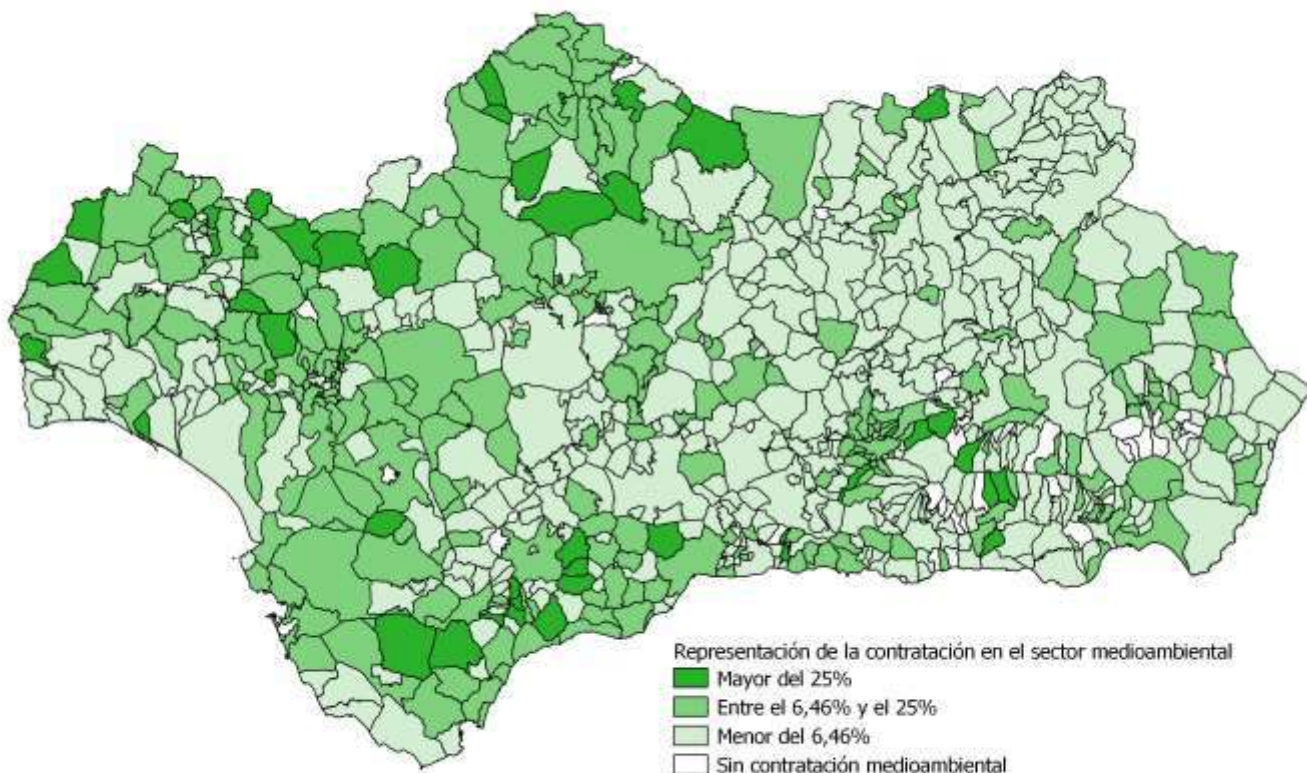 Representación de la contratación en el sector medioambiental
Mayor del 25%
Entre el 6,46% y el 25%
Menor del 6,46%
Sin contratación medioambiental